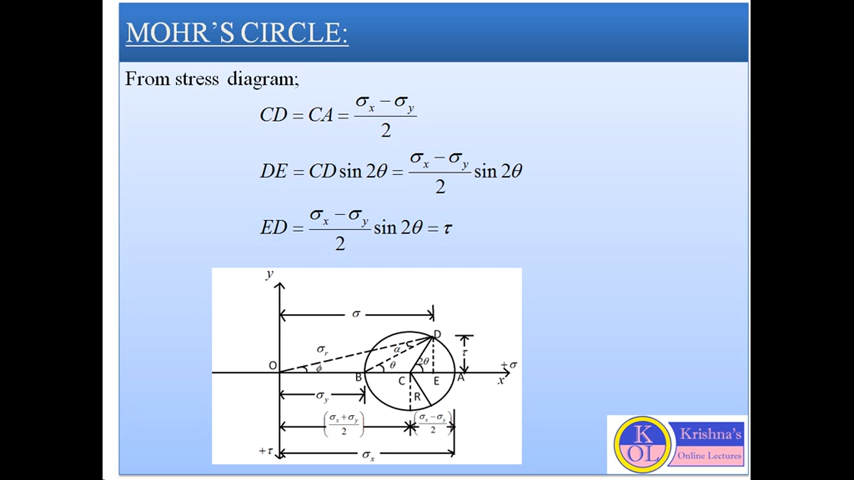 MOHR'S CIRCLE:
From stress diagram;
CD = CA = (σx − σy)/2
DE = CD sin 2θ = (σx − σy)/2 sin 2θ
ED = (σx − σy)/2 sin 2θ = τ
y
σ
D
σr
α
τ
O
ϕ
θ
2θ
+σ
B
C
E
A
x
σy
R
((σx + σy)/2)
((σx − σy)/2)
+τ
σx
K
OL
Krishna's
Online Lectures